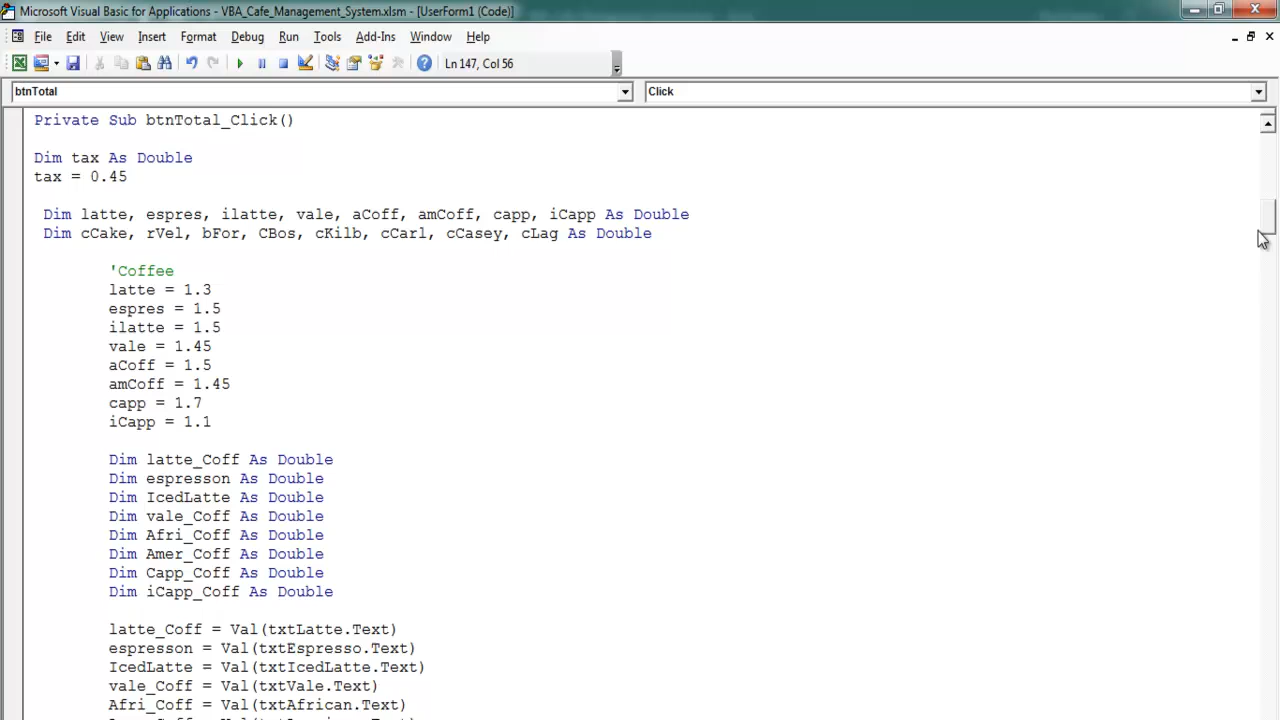 Microsoft Visual Basic for Applications - VBA_Cafe_Management_System.xlsm - [UserForm1 (Code)]
File Edit View Insert Format Debug Run Tools Add-Ins Window Help
Ln 147, Col 56
btnTotal Click
Private Sub btnTotal_Click()
Dim tax As Double
tax = 0.45
Dim latte, espres, ilatte, vale, aCoff, amCoff, capp, iCapp As Double
Dim cCake, rVel, bFor, CBos, cKilb, cCarl, cCasey, cLag As Double
'Coffee
latte = 1.3
espres = 1.5
ilatte = 1.5
vale = 1.45
aCoff = 1.5
amCoff = 1.45
capp = 1.7
iCapp = 1.1
Dim latte_Coff As Double
Dim espresson As Double
Dim IcedLatte As Double
Dim vale_Coff As Double
Dim Afri_Coff As Double
Dim Amer_Coff As Double
Dim Capp_Coff As Double
Dim iCapp_Coff As Double
latte_Coff = Val(txtLatte.Text)
espresson = Val(txtEspresso.Text)
IcedLatte = Val(txtIcedLatte.Text)
vale_Coff = Val(txtVale.Text)
Afri_Coff = Val(txtAfrican.Text)